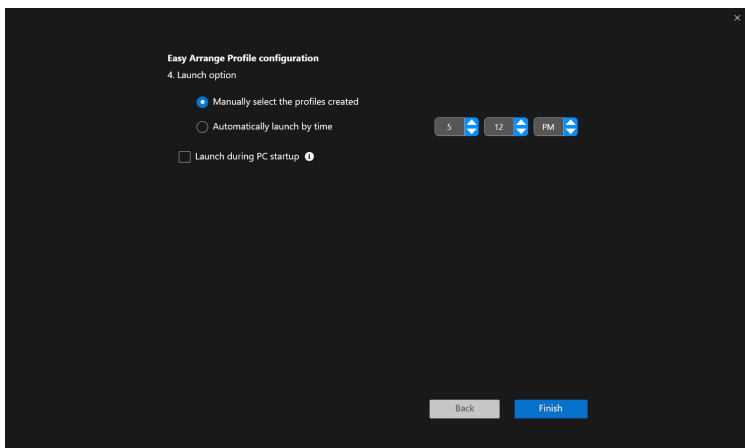 Easy Arrange Profile configuration
4. Launch option
Manually select the profiles created
Automatically launch by time 5 12 PM
Launch during PC startup
Back Finish